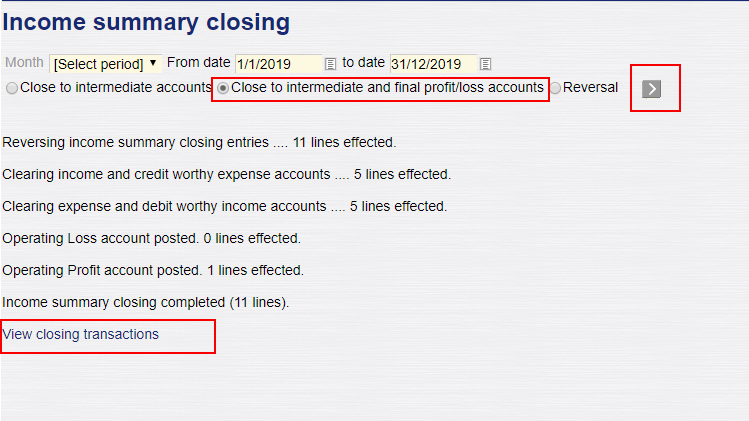 Income summary closing
Month [Select period] From date 1/1/2019 to date 31/12/2019
Close to intermediate accounts Close to intermediate and final profit/loss accounts Reversal
Reversing income summary closing entries .... 11 lines effected.
Clearing income and credit worthy expense accounts .... 5 lines effected.
Clearing expense and debit worthy income accounts .... 5 lines effected.
Operating Loss account posted. 0 lines effected.
Operating Profit account posted. 1 lines effected.
Income summary closing completed (11 lines).
View closing transactions